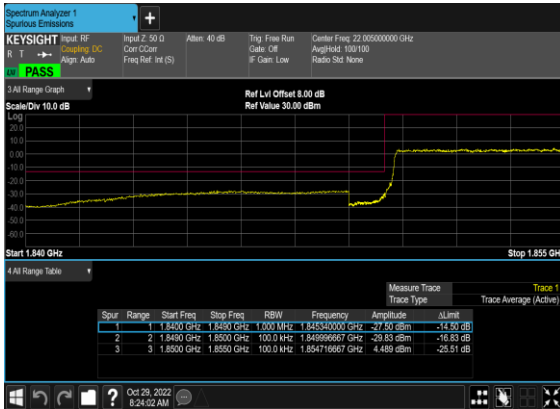 Spectrum Analyzer 1
Spurious Emissions
KEYSIGHT Input: RF Input Z: 50 Ω Atten: 40 dB Trig: Free Run Center Freq: 22.005000000 GHz
R T Coupling: DC Corr CCorr Gate: Off Avg|Hold: 100/100
Align: Auto Freq Ref: Int (S) IF Gain: Low Radio Std: None
PASS
3 All Range Graph
Ref Lvl Offset 8.00 dB
Scale/Div 10.0 dB Ref Value 30.00 dBm
Log
20.0
10.0
0.00
-10.0
-20.0
-30.0
-40.0
-50.0
-60.0
Start 1.840 GHz Stop 1.855 GH
4 All Range Table
Measure Trace Trace 1
Trace Type Trace Average (Active)
Spur Range Start Freq Stop Freq RBW Frequency Amplitude ΔLimit
1 1 1.8400 GHz 1.8490 GHz 1.000 MHz 1.845340000 GHz -27.50 dBm -14.50 dB
2 2 1.8490 GHz 1.8500 GHz 100.0 kHz 1.849996667 GHz -29.83 dBm -16.83 dB
3 3 1.8500 GHz 1.8550 GHz 100.0 kHz 1.854716667 GHz 4.489 dBm -25.51 dB
?
Oct 29, 2022
8:24:02 AM